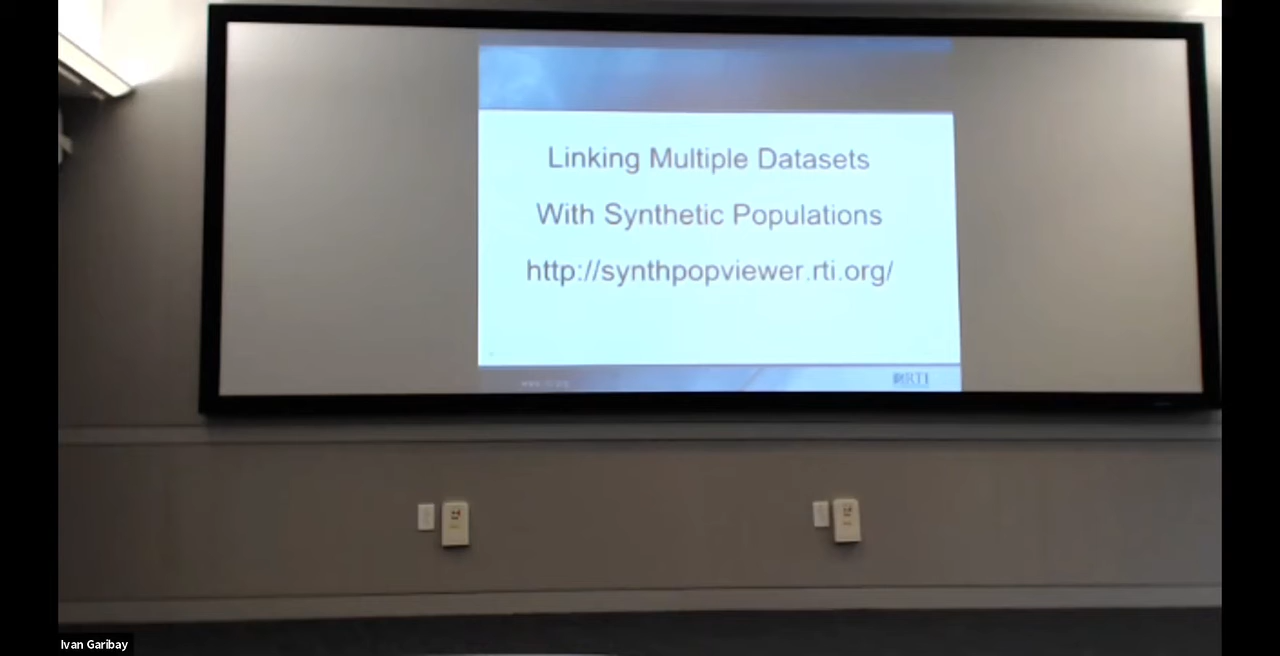 Linking Multiple Datasets
With Synthetic Populations
http://synthpopviewer.rti.org/
RTI
Ivan Garibay